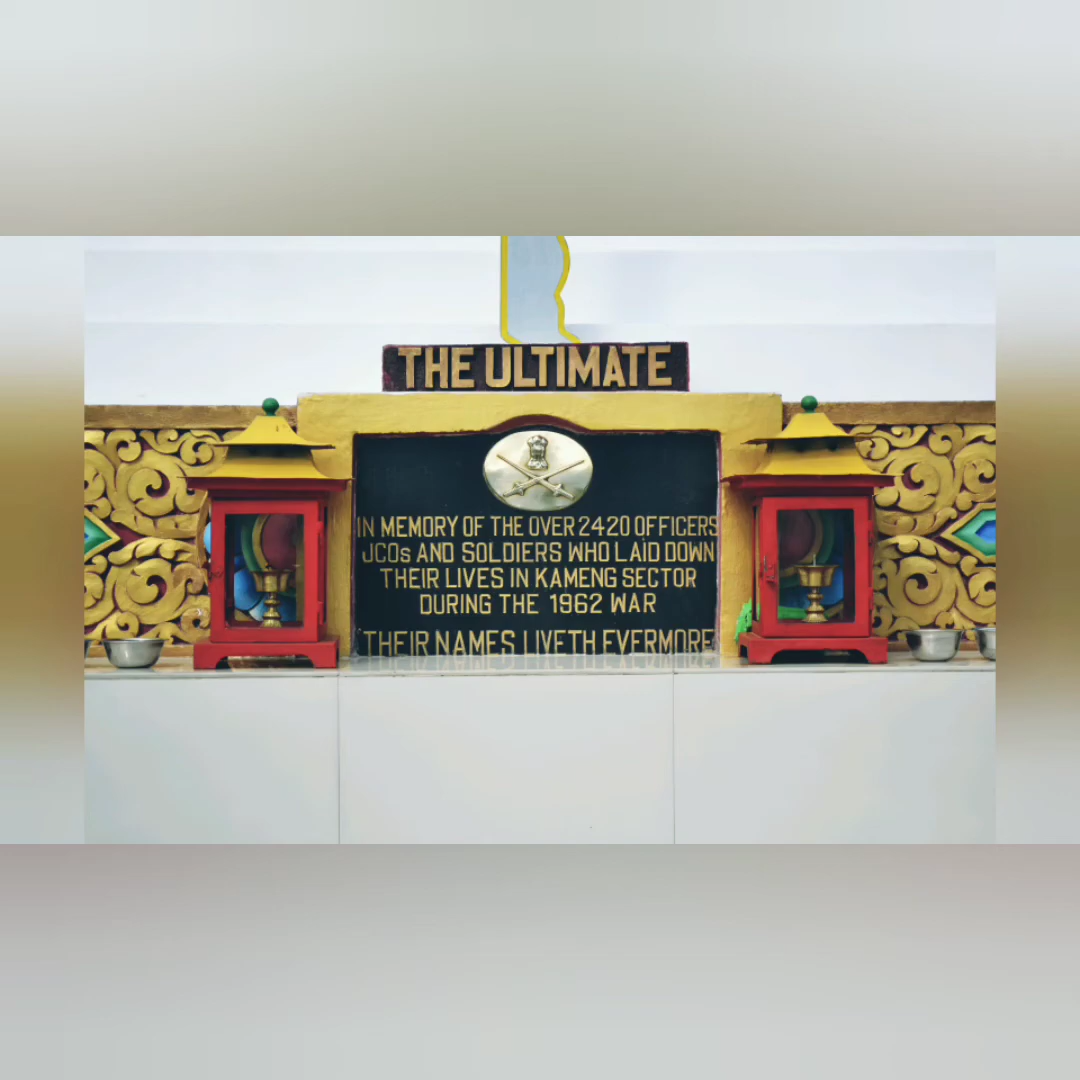 THE ULTIMATE
IN MEMORY OF THE OVER 2420 OFFICERS
JCOs AND SOLDIERS WHO LAID DOWN
THEIR LIVES IN KAMENG SECTOR
DURING THE 1962 WAR
THEIR NAMES LIVETH EVERMORE